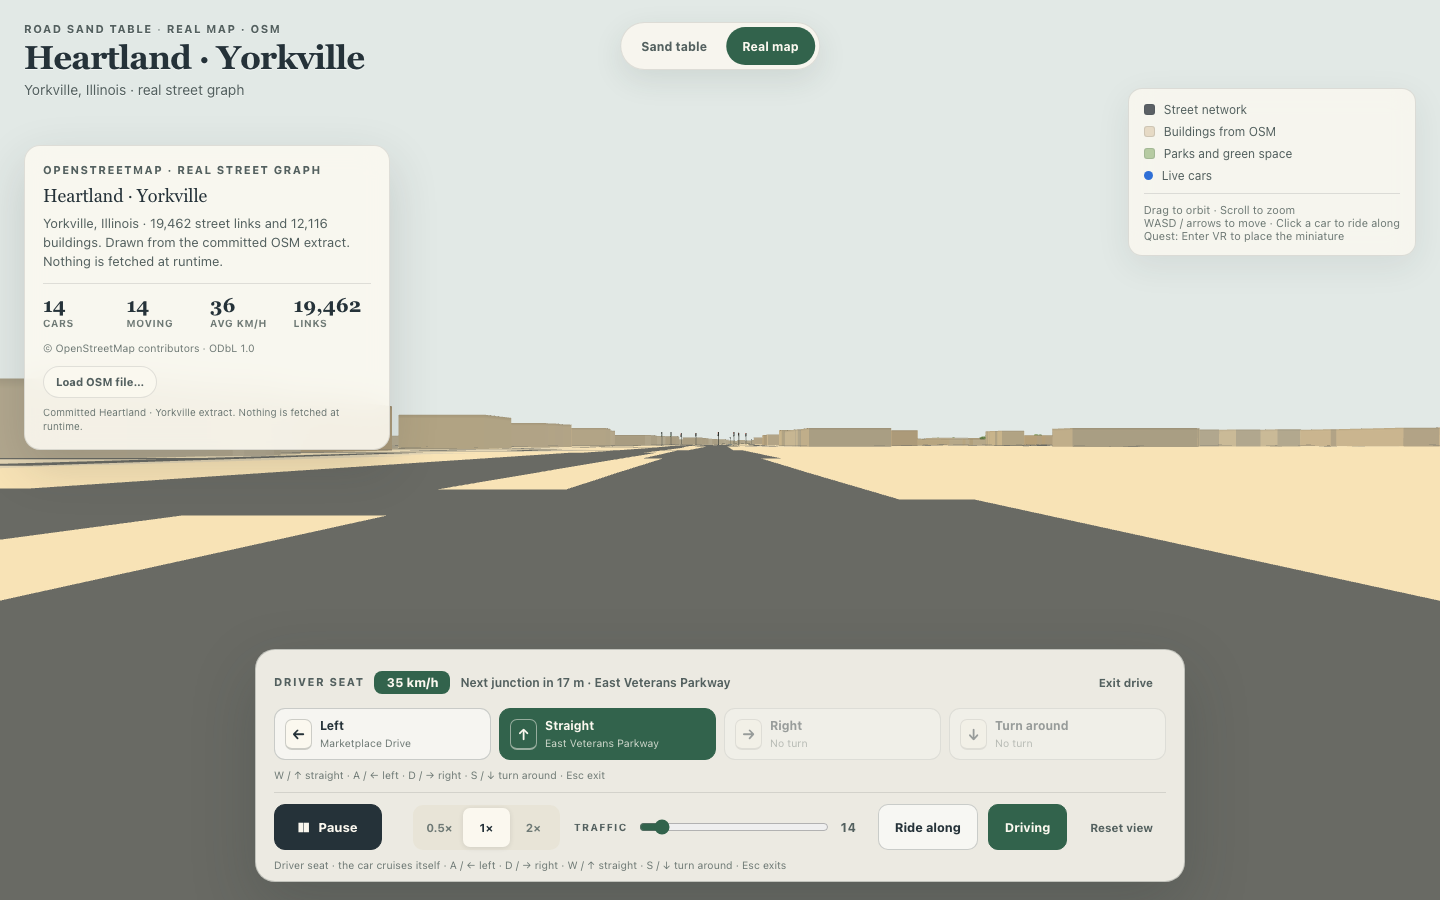 ROAD SAND TABLE · REAL MAP · OSM
Heartland · Yorkville
Yorkville, Illinois · real street graph
Sand table
Real map
Street network
Buildings from OSM
Parks and green space
Live cars
Drag to orbit · Scroll to zoom
WASD / arrows to move · Click a car to ride along
Quest: Enter VR to place the miniature
OPENSTREETMAP · REAL STREET GRAPH
Heartland · Yorkville
Yorkville, Illinois · 19,462 street links and 12,116
buildings. Drawn from the committed OSM extract.
Nothing is fetched at runtime.
14 14 36 19,462
CARS MOVING AVG KM/H LINKS
© OpenStreetMap contributors · ODbL 1.0
Load OSM file...
Committed Heartland · Yorkville extract. Nothing is fetched at
runtime.
DRIVER SEAT 35 km/h Next junction in 17 m · East Veterans Parkway Exit drive
← Left
Marketplace Drive
↑ Straight
East Veterans Parkway
→ Right
No turn
↓ Turn around
No turn
W / ↑ straight · A / ← left · D / → right · S / ↓ turn around · Esc exit
Pause 0.5× 1× 2× TRAFFIC 14 Ride along Driving Reset view
Driver seat · the car cruises itself · A / ← left · D / → right · W / ↑ straight · S / ↓ turn around · Esc exits